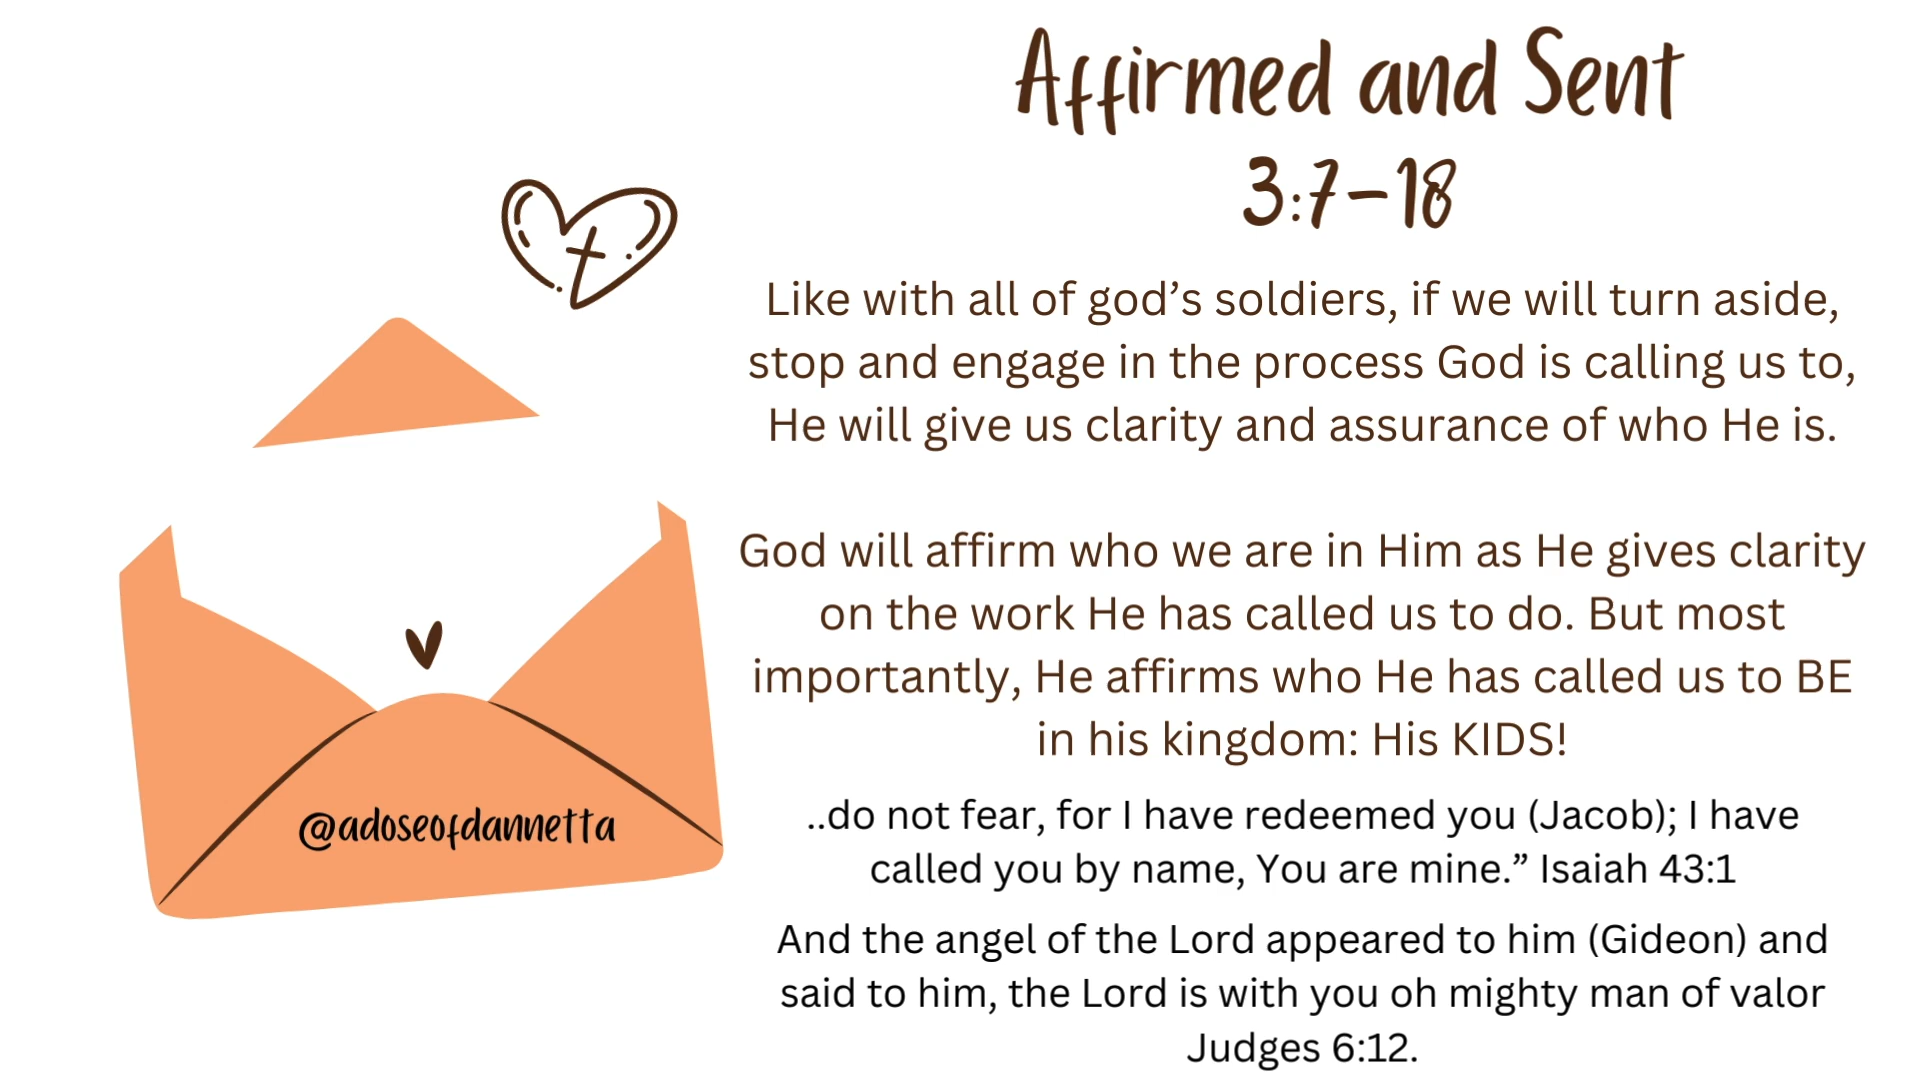 Affirmed and Sent
3:7-18
Like with all of god’s soldiers, if we will turn aside,
stop and engage in the process God is calling us to,
He will give us clarity and assurance of who He is.
God will affirm who we are in Him as He gives clarity
on the work He has called us to do. But most
importantly, He affirms who He has called us to BE
in his kingdom: His KIDS!
..do not fear, for I have redeemed you (Jacob); I have
called you by name, You are mine.” Isaiah 43:1
And the angel of the Lord appeared to him (Gideon) and
said to him, the Lord is with you oh mighty man of valor
Judges 6:12.
@adoseofdannetta